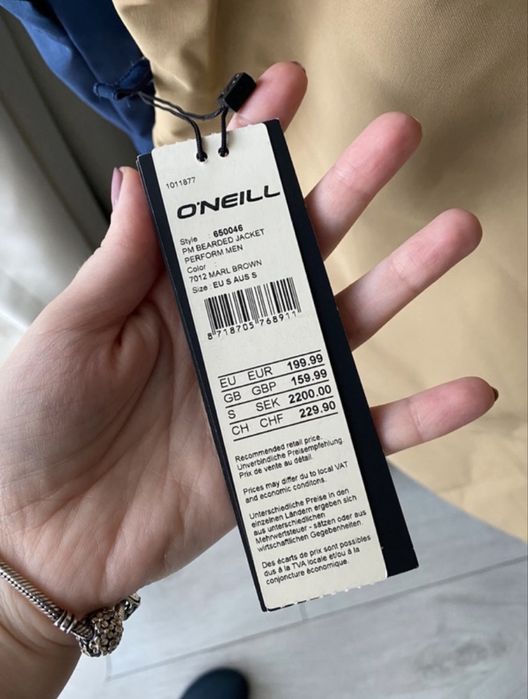 1011877
O'NEILL
Style : 650046
PM BEARDED JACKET
PERFORM MEN
Color :
7012 MARL BROWN
Size : EU S AUS S
8718705768911
EU EUR 199.99
GB GBP 159.99
S SEK 2200.00
CH CHF 229.90
Recommended retail price.
Unverbindliche Preisempfehlung.
Prix de vente au détail.
Prices may differ du to local VAT
and economic conditons.
Unterschiedliche Preise in den
einzelnen Ländern ergeben sich
aus unterschiedlichen
Mehrwertsteuer - sätzen oder aus
wirtschaftlichen Gegebenheiten.
Des écarts de prix sont possibles
dus á la TVA locale et/ou á la
conjoncture économique.